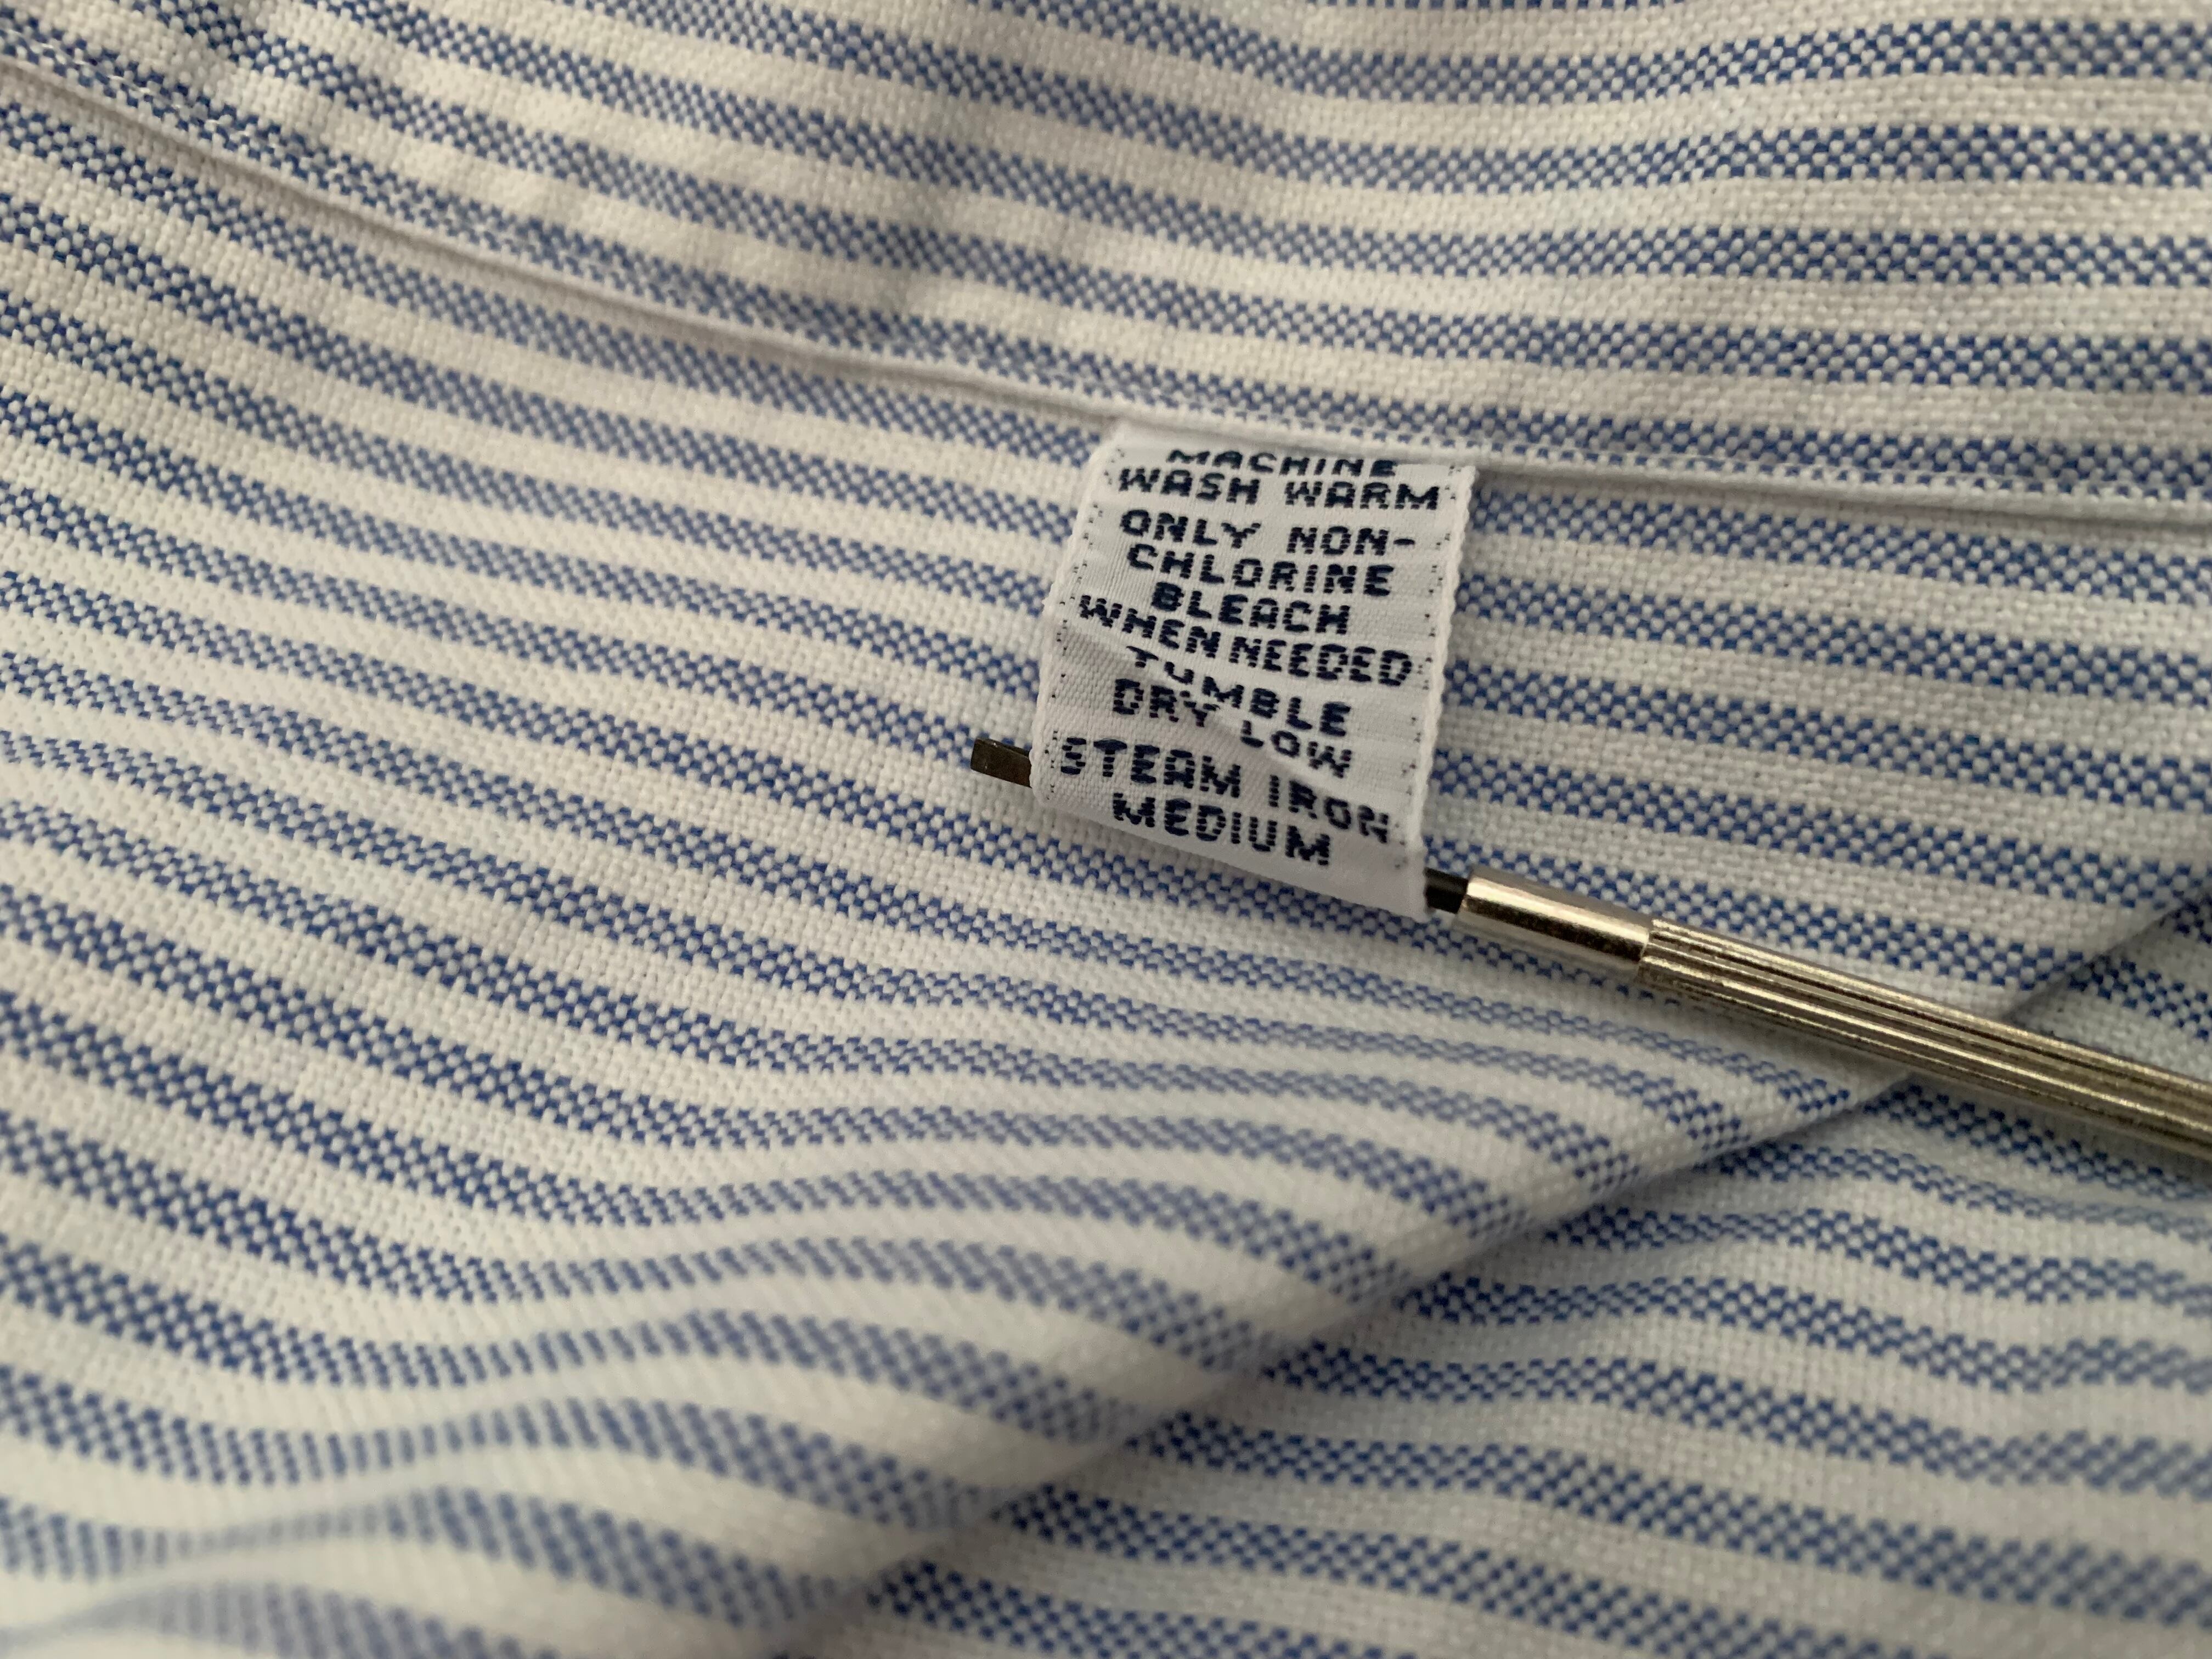 MACHINE
WASH WARM
ONLY NON-
CHLORINE
BLEACH
WHEN NEEDED
TUMBLE
DRY LOW
STEAM IRON
MEDIUM